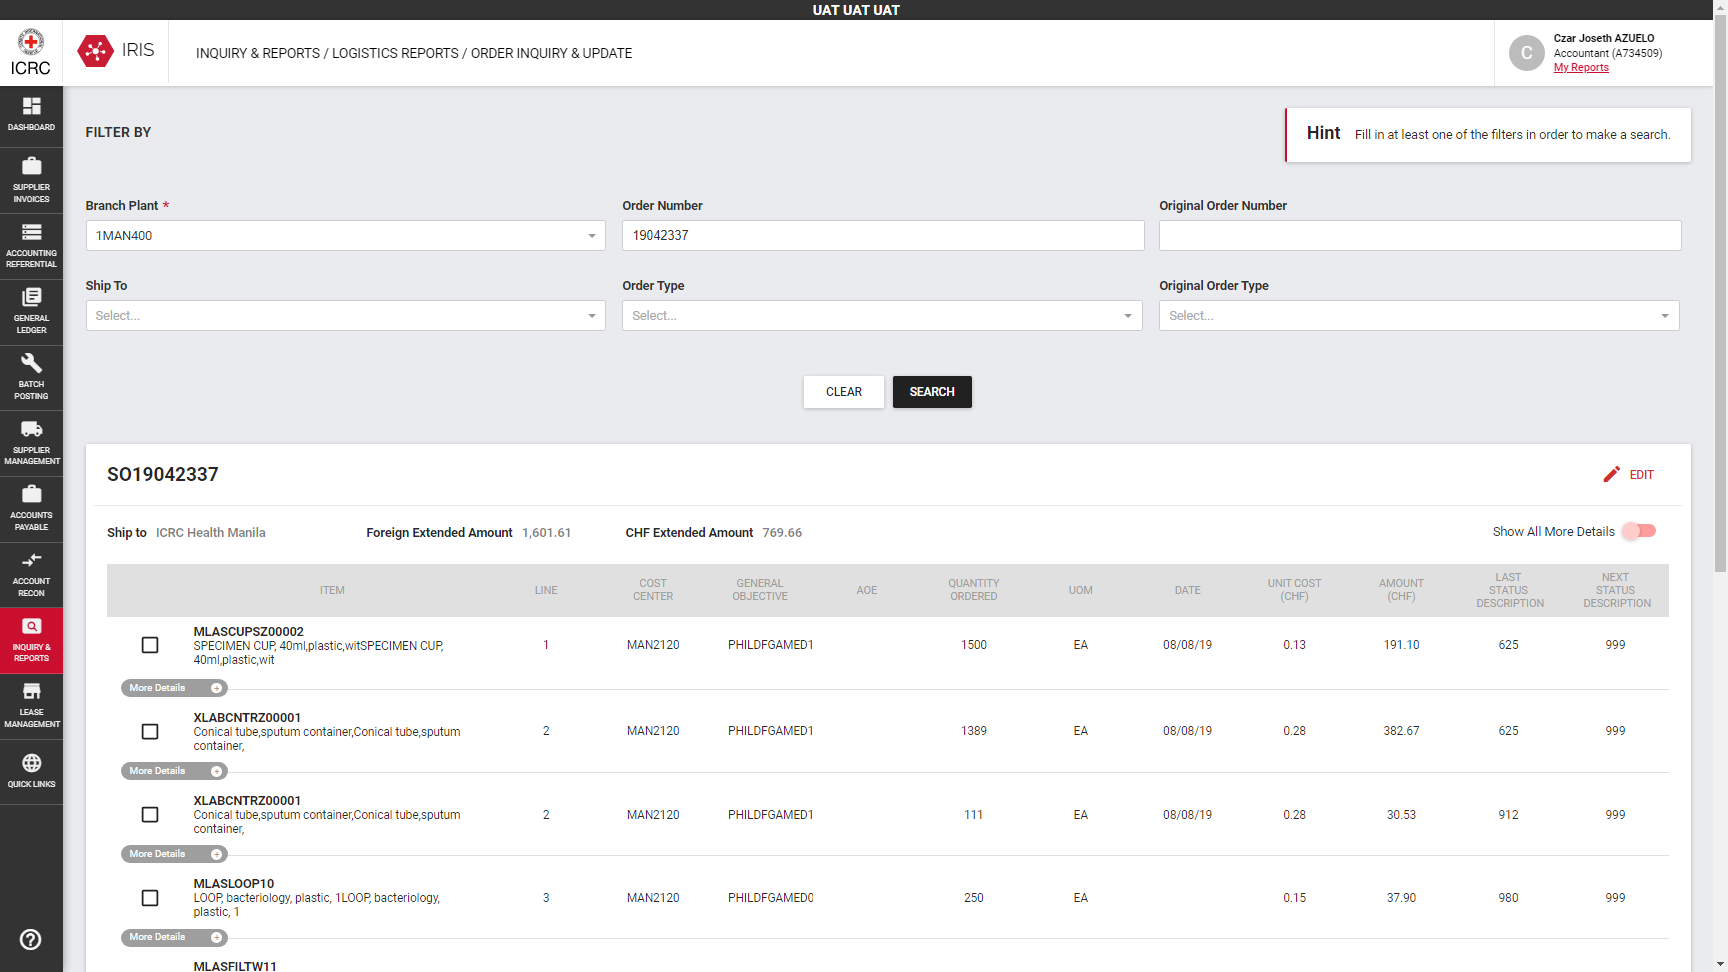 UAT UAT UAT
ICRC
IRIS
INQUIRY & REPORTS / LOGISTICS REPORTS / ORDER INQUIRY & UPDATE
C
Czar Joseth AZUELO
Accountant (A734509)
My Reports
DASHBOARD
SUPPLIER
INVOICES
ACCOUNTING
REFERENTIAL
GENERAL
LEDGER
BATCH
POSTING
SUPPLIER
MANAGEMENT
ACCOUNTS
PAYABLE
ACCOUNT
RECON
INQUIRY &
REPORTS
LEASE
MANAGEMENT
QUICK LINKS
FILTER BY
Hint Fill in at least one of the filters in order to make a search.
Branch Plant * Order Number Original Order Number
1MAN400 19042337
Ship To Order Type Original Order Type
Select... Select... Select...
CLEAR SEARCH
SO19042337 EDIT
Ship to ICRC Health Manila Foreign Extended Amount 1,601.61 CHF Extended Amount 769.66 Show All More Details
ITEM LINE COST CENTER GENERAL OBJECTIVE AOE QUANTITY ORDERED UOM DATE UNIT COST (CHF) AMOUNT (CHF) LAST STATUS DESCRIPTION NEXT STATUS DESCRIPTION
MLASCUPSZ00002
SPECIMEN CUP, 40ml,plastic,witSPECIMEN CUP, 1 MAN2120 PHILDFGAMED1 1500 EA 08/08/19 0.13 191.10 625 999
40ml,plastic,wit
More Details
XLABCNTRZ00001
Conical tube,sputum container,Conical tube,sputum 2 MAN2120 PHILDFGAMED1 1389 EA 08/08/19 0.28 382.67 625 999
container,
More Details
XLABCNTRZ00001
Conical tube,sputum container,Conical tube,sputum 2 MAN2120 PHILDFGAMED1 111 EA 08/08/19 0.28 30.53 912 999
container,
More Details
MLASLOOP10
LOOP, bacteriology, plastic, 1LOOP, bacteriology, 3 MAN2120 PHILDFGAMED0 250 EA 0.15 37.90 980 999
plastic, 1
More Details
MLASFILTW11